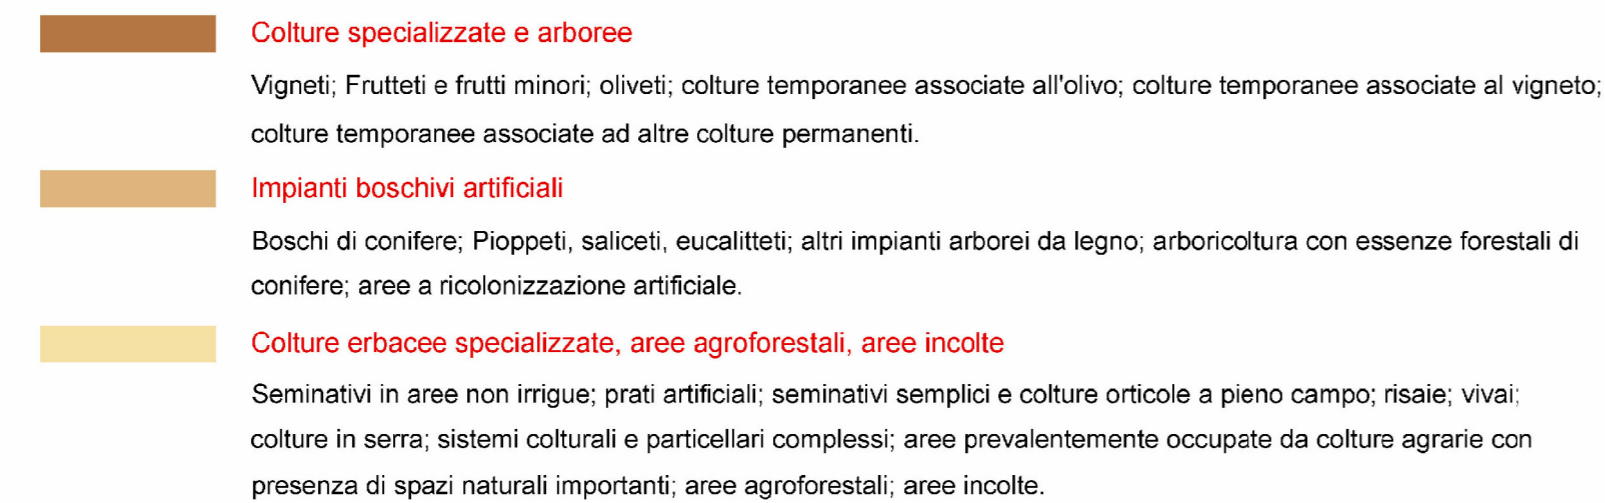 Colture specializzate e arboree
Vigneti; Frutteti e frutti minori; oliveti; colture temporanee associate all'olivo; colture temporanee associate al vigneto;
colture temporanee associate ad altre colture permanenti.
Impianti boschivi artificiali
Boschi di conifere; Pioppeti, saliceti, eucalitteti; altri impianti arborei da legno; arboricoltura con essenze forestali di
conifere; aree a ricolonizzazione artificiale.
Colture erbacee specializzate, aree agroforestali, aree incolte
Seminativi in aree non irrigue; prati artificiali; seminativi semplici e colture orticole a pieno campo; risaie; vivai;
colture in serra; sistemi colturali e particellari complessi; aree prevalentemente occupate da colture agrarie con
presenza di spazi naturali importanti; aree agroforestali; aree incolte.